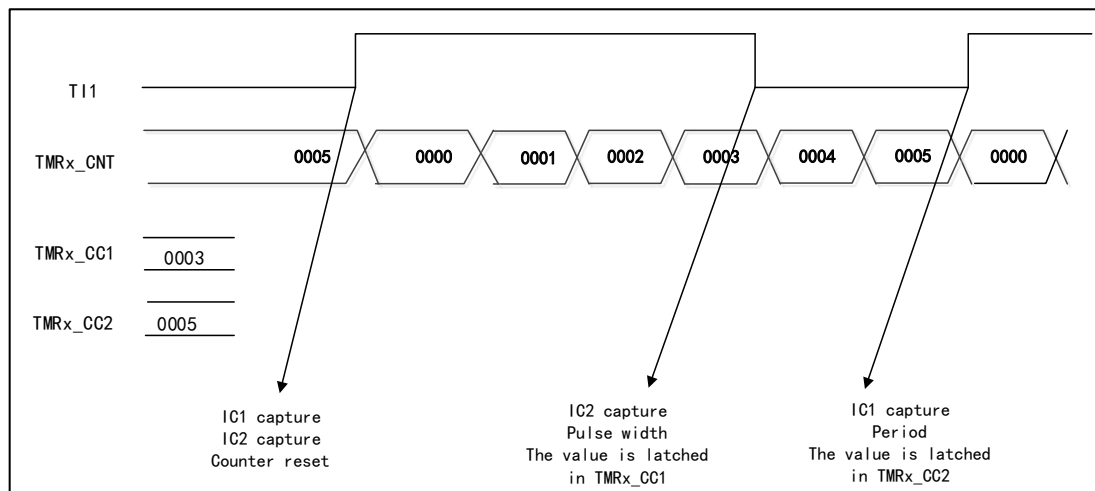 TI1
TMRx_CNT
0005 0000 0001 0002 0003 0004 0005 0000
TMRx_CC1
0003
TMRx_CC2
0005
IC1 capture
IC2 capture
Counter reset
IC2 capture
Pulse width
The value is latched
in TMRx_CC1
IC1 capture
Period
The value is latched
in TMRx_CC2